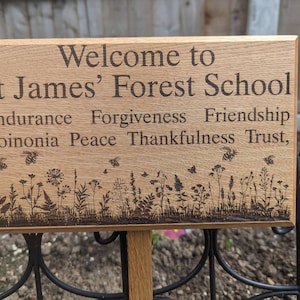 Welcome to
t James' Forest School
ndurance Forgiveness Friendship
oinonia Peace Thankfulness Trust,